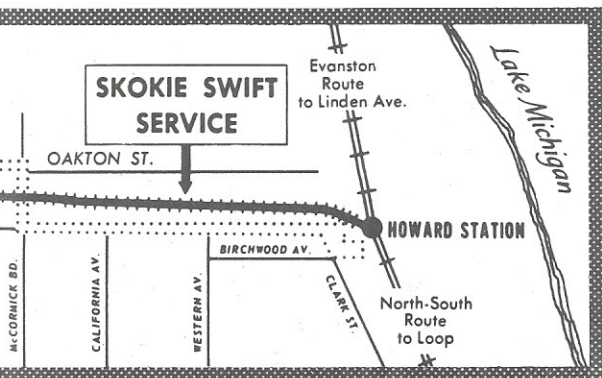 Evanston
Route
to Linden Ave.
Lake Michigan
SKOKIE SWIFT
SERVICE
OAKTON ST.
HOWARD STATION
BIRCHWOOD AV.
McCORMICK BD.
CALIFORNIA AV.
WESTERN AV.
CLARK ST.
North-South
Route
to Loop